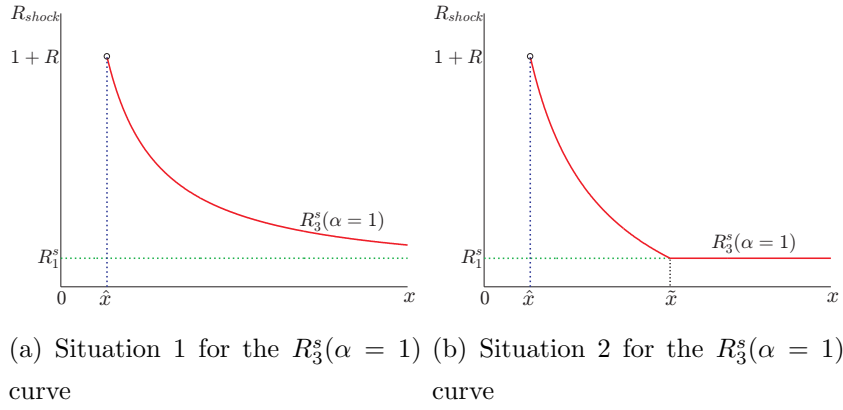 R_shock R_shock
1 + R 1 + R
R_3^s(α = 1) R_3^s(α = 1)
R_1^s R_1^s
0 x̂ x 0 x̂ x̃ x
(a) Situation 1 for the R_3^s(α = 1) curve
(b) Situation 2 for the R_3^s(α = 1) curve